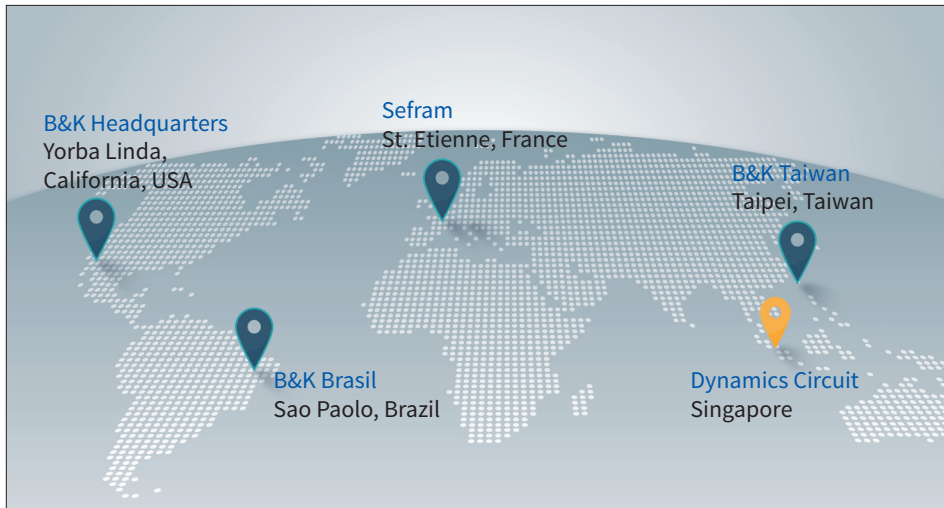 B&K Headquarters
Yorba Linda,
California, USA
Sefram
St. Etienne, France
B&K Taiwan
Taipei, Taiwan
B&K Brasil
Sao Paolo, Brazil
Dynamics Circuit
Singapore